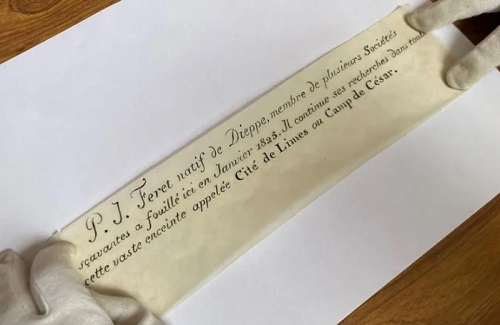 P. J. Feret natif de Dieppe, membre de plusieurs Sociétés
sçavantes a fouillé ici en Janvier 1825. Il continue ses recherches dans toute
cette vaste enceinte appelée Cité de Limes ou Camp de César.